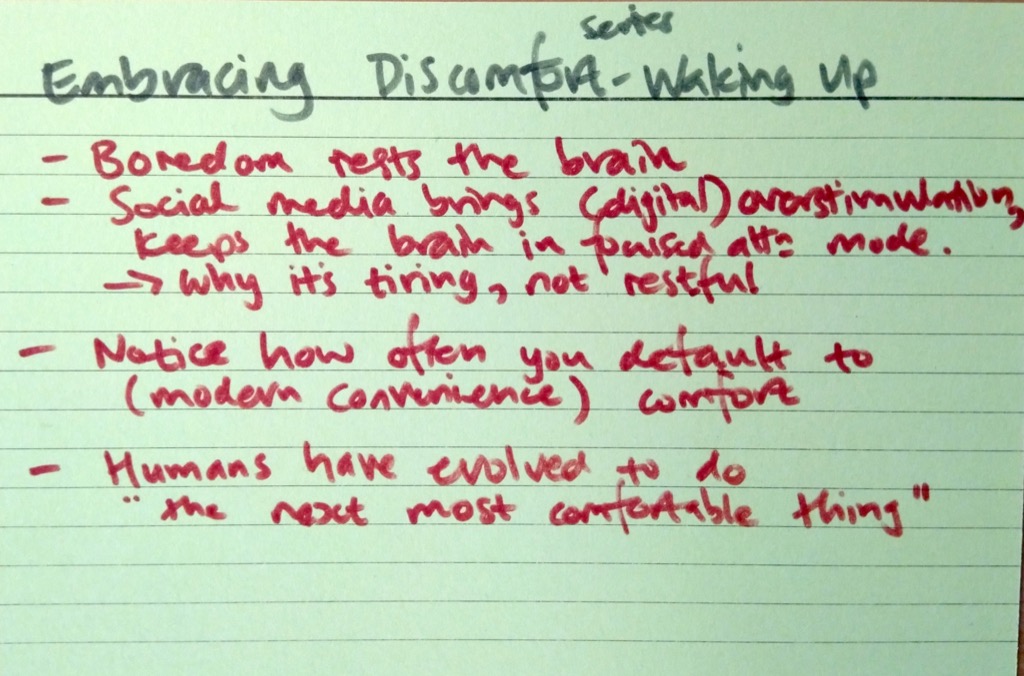 series
Embracing Discomfort - Waking Up
- Boredom rests the brain
- Social media brings (digital) overstimulation,
keeps the brain in focused attn mode.
-> why it's tiring, not restful
- Notice how often you default to
(modern convenience) comfort
- Humans have evolved to do
"the next most comfortable thing"